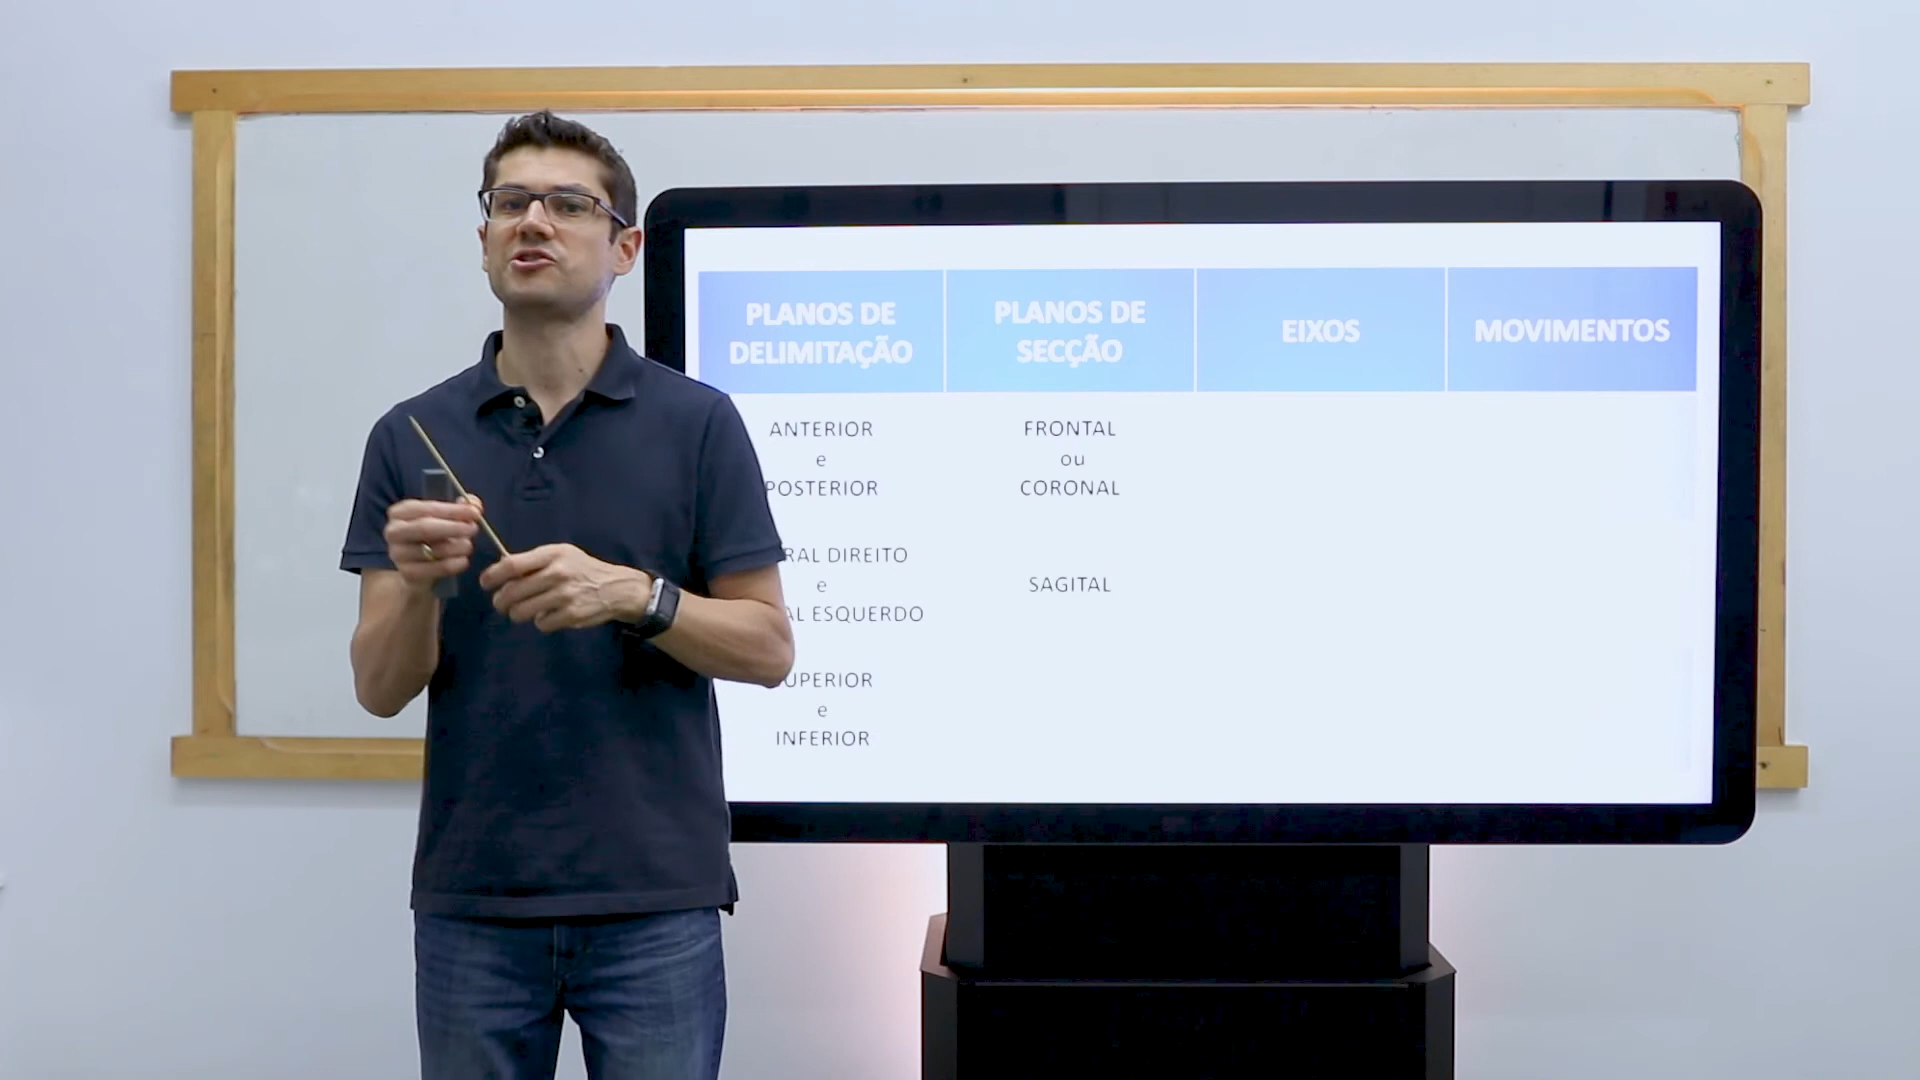 PLANOS DE
DELIMITAÇÃO
PLANOS DE
SECÇÃO
EIXOS
MOVIMENTOS
ANTERIOR
e
POSTERIOR
FRONTAL
ou
CORONAL
RAL DIREITO
e
AL ESQUERDO
SAGITAL
UPERIOR
e
INFERIOR